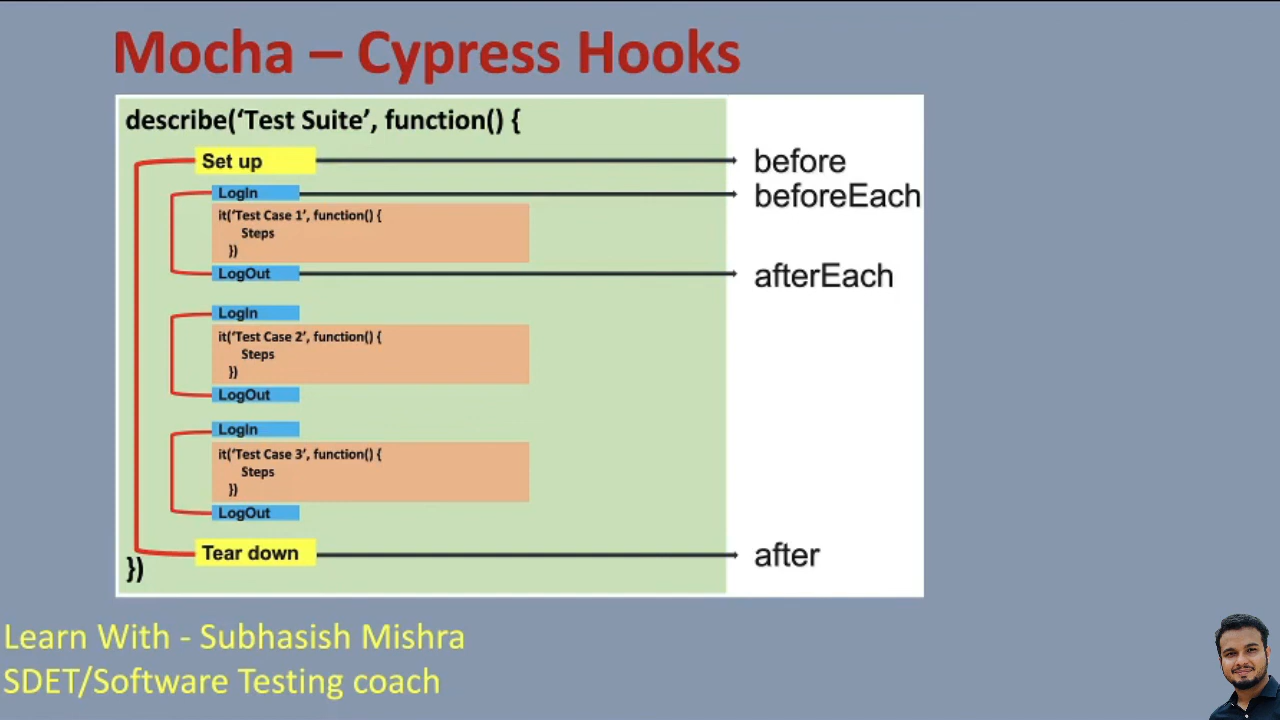 Mocha – Cypress Hooks
describe(‘Test Suite’, function() {
Set up
before
LogIn
beforeEach
it(‘Test Case 1’, function() {
Steps
})
LogOut
afterEach
LogIn
it(‘Test Case 2’, function() {
Steps
})
LogOut
LogIn
it(‘Test Case 3’, function() {
Steps
})
LogOut
Tear down
after
})
Learn With - Subhasish Mishra
SDET/Software Testing coach